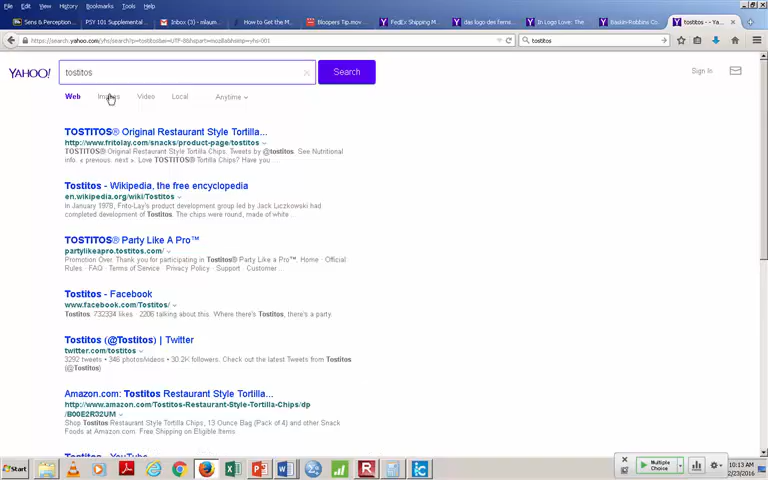 File Edit View History Bookmarks Tools Help
Sens & Perception... PSY 101 Supplemental ... Inbox (3) - mlaum... How to Get the M... Bloopers Tip.mov - ... FedEx Shipping M... das logo des ferns... In Logo Love: The ... Baskin-Robbins Co... tostitos - - Ya...
https://search.yahoo.com/yhs/search?p=tostitos&ei=UTF-8&hspart=mozilla&hsimp=yhs-001
tostitos
YAHOO!
tostitos
Search
Sign In
Web Images Video Local Anytime
TOSTITOS® Original Restaurant Style Tortilla...
http://www.fritolay.com/snacks/product-page/tostitos
TOSTITOS® Original Restaurant Style Tortilla Chips. Tweets by @tostitos. See Nutritional
info. « previous. next ». Love TOSTITOS® Tortilla Chips? Have you ...
Tostitos - Wikipedia, the free encyclopedia
en.wikipedia.org/wiki/Tostitos
In January 1978, Frito-Lay's product development group led by Jack Liczkowski had
completed development of Tostitos. The chips were round, made of white ...
TOSTITOS® Party Like A Pro™
partylikeapro.tostitos.com/
Promotion Over. Thank you for participating in Tostitos® Party Like a Pro™. Home · Official
Rules · FAQ · Terms of Service · Privacy Policy · Support · Customer ...
Tostitos - Facebook
www.facebook.com/Tostitos/
Tostitos. 732334 likes · 2206 talking about this. Where there's Tostitos, there's a party.
Tostitos (@Tostitos) | Twitter
twitter.com/tostitos
3292 tweets • 346 photos/videos • 30.2K followers. Check out the latest Tweets from Tostitos
(@Tostitos)
Amazon.com: Tostitos Restaurant Style Tortilla...
http://www.amazon.com/Tostitos-Restaurant-Style-Tortilla-Chips/dp
/B00E2R32UM
Shop Tostitos Restaurant Style Tortilla Chips, 13 Ounce Bag (Pack of 4) and other Snack
Foods at Amazon.com. Free Shipping on Eligible Items
Tostitos - YouTube
Start
Multiple
Choice
10:13 AM
2/23/2016